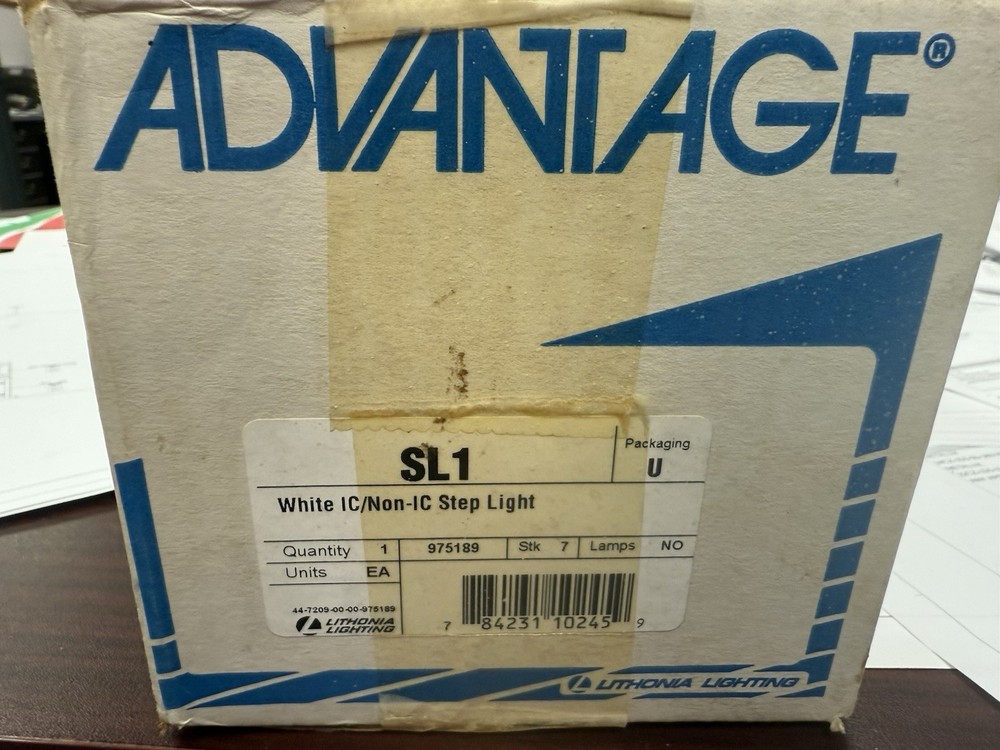 ADVANTAGE®
SL1
Packaging
U
White IC/Non-IC Step Light
Quantity 1
975189
Stk 7
Lamps NO
Units EA
44-7209-00-00-975189
LITHONIA
LIGHTING
7 84231 10245 9
LITHONIA LIGHTING